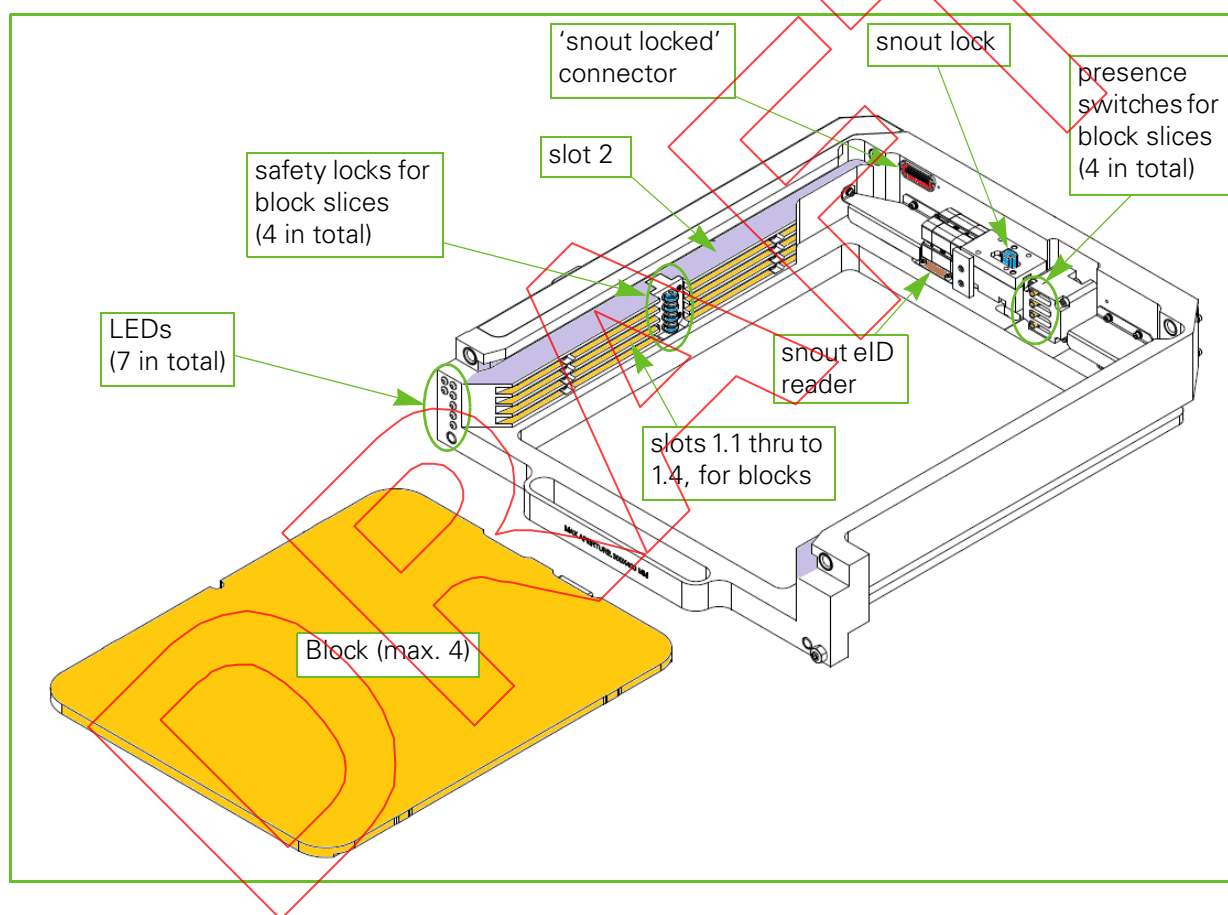 ‘snout locked’
connector
snout lock
presence
switches for
block slices
(4 in total)
slot 2
safety locks for
block slices
(4 in total)
LEDs
(7 in total)
snout eID
reader
slots 1.1 thru to
1.4, for blocks
Block (max. 4)